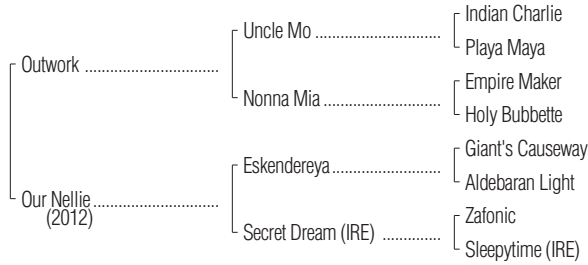 Indian Charlie
Uncle Mo
Playa Maya
Outwork
Empire Maker
Nonna Mia
Holy Bubbette
Giant's Causeway
Eskendereya
Aldebaran Light
Our Nellie
(2012)
Zafonic
Secret Dream (IRE)
Sleepytime (IRE)